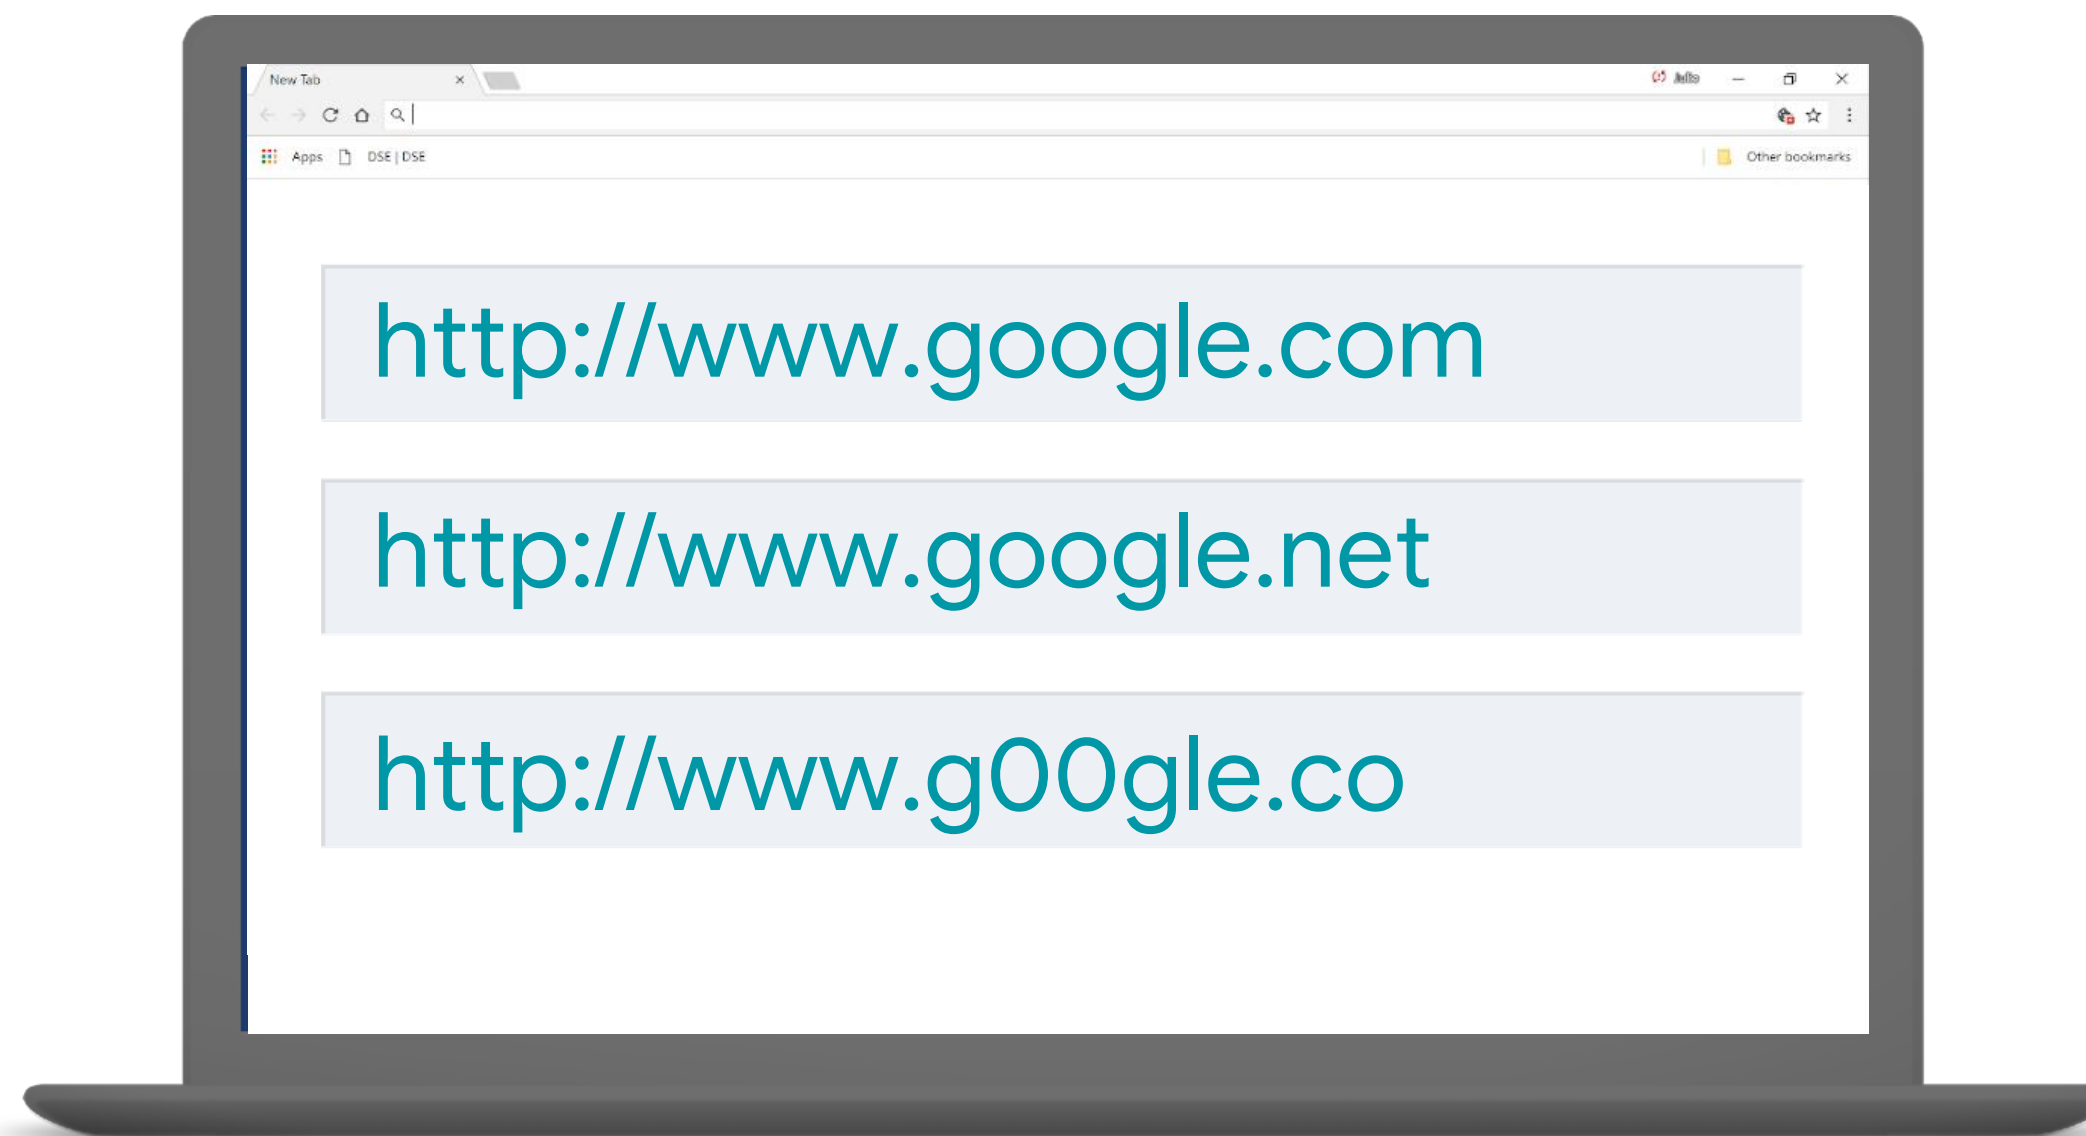 New Tab
Apps DSE | DSE
Other bookmarks
http://www.google.com
http://www.google.net
http://www.g00gle.co